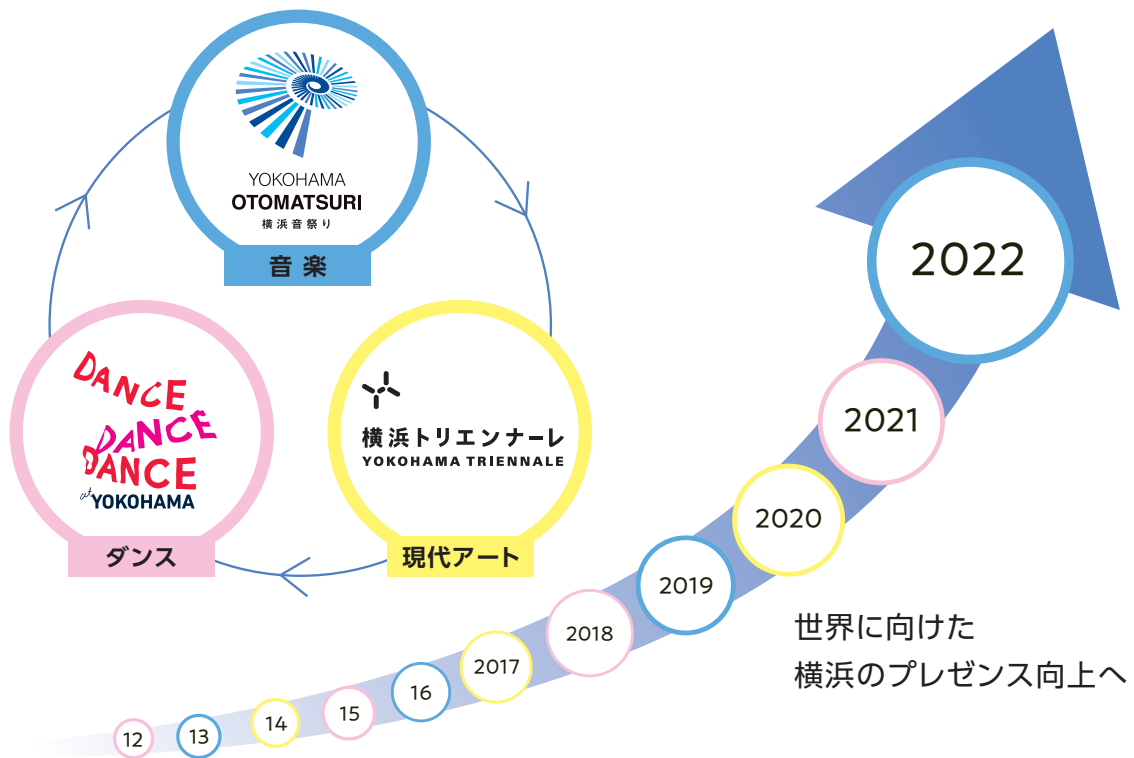 YOKOHAMA
OTOMATSURI
横浜音祭り
音楽
DANCE
DANCE
DANCE
at YOKOHAMA
ダンス
横浜トリエンナーレ
YOKOHAMA TRIENNALE
現代アート
12
13
14
15
16
2017
2018
2019
2020
2021
2022
世界に向けた
横浜のプレゼンス向上へ